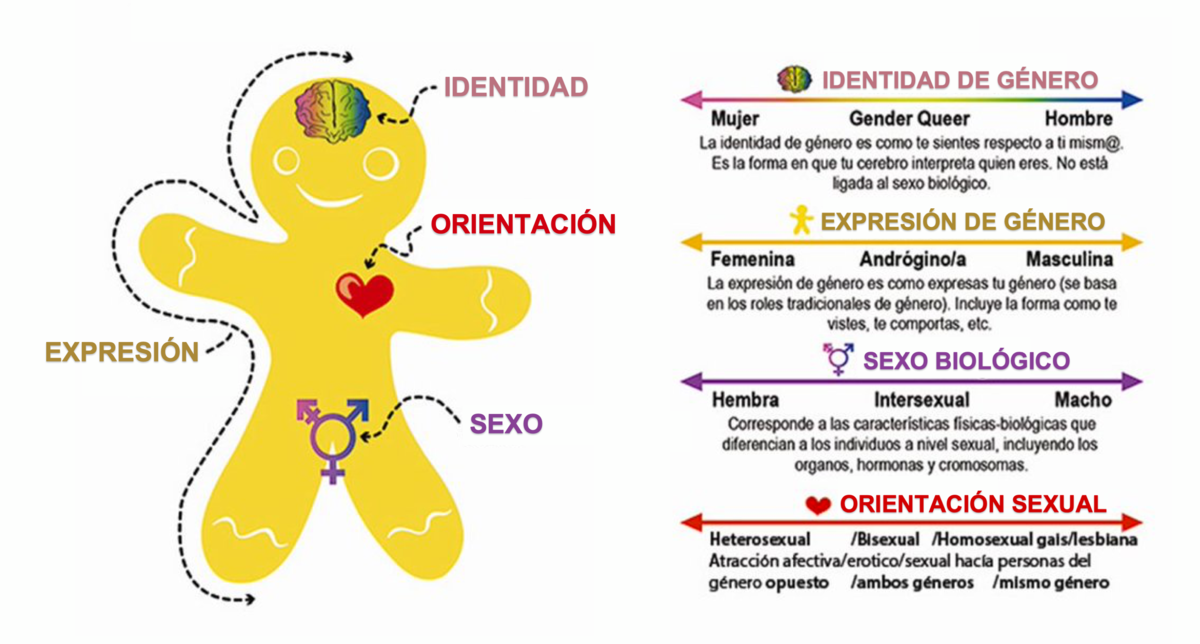 IDENTIDAD
ORIENTACIÓN
EXPRESIÓN
SEXO
IDENTIDAD DE GÉNERO
Mujer Gender Queer Hombre
La identidad de género es como te sientes respecto a ti mism@.
Es la forma en que tu cerebro interpreta quien eres. No está
ligada al sexo biológico.
EXPRESIÓN DE GÉNERO
Femenina Andrógino/a Masculina
La expresión de género es como expresas tu género (se basa
en los roles tradicionales de género). Incluye la forma como te
vistes, te comportas, etc.
SEXO BIOLÓGICO
Hembra Intersexual Macho
Corresponde a las características físicas-biológicas que
diferencian a los individuos a nivel sexual, incluyendo los
organos, hormonas y cromosomas.
ORIENTACIÓN SEXUAL
Heterosexual /Bisexual /Homosexual gais/lesbiana
Atracción afectiva/erotico/sexual hacía personas del
género opuesto /ambos géneros /mismo género